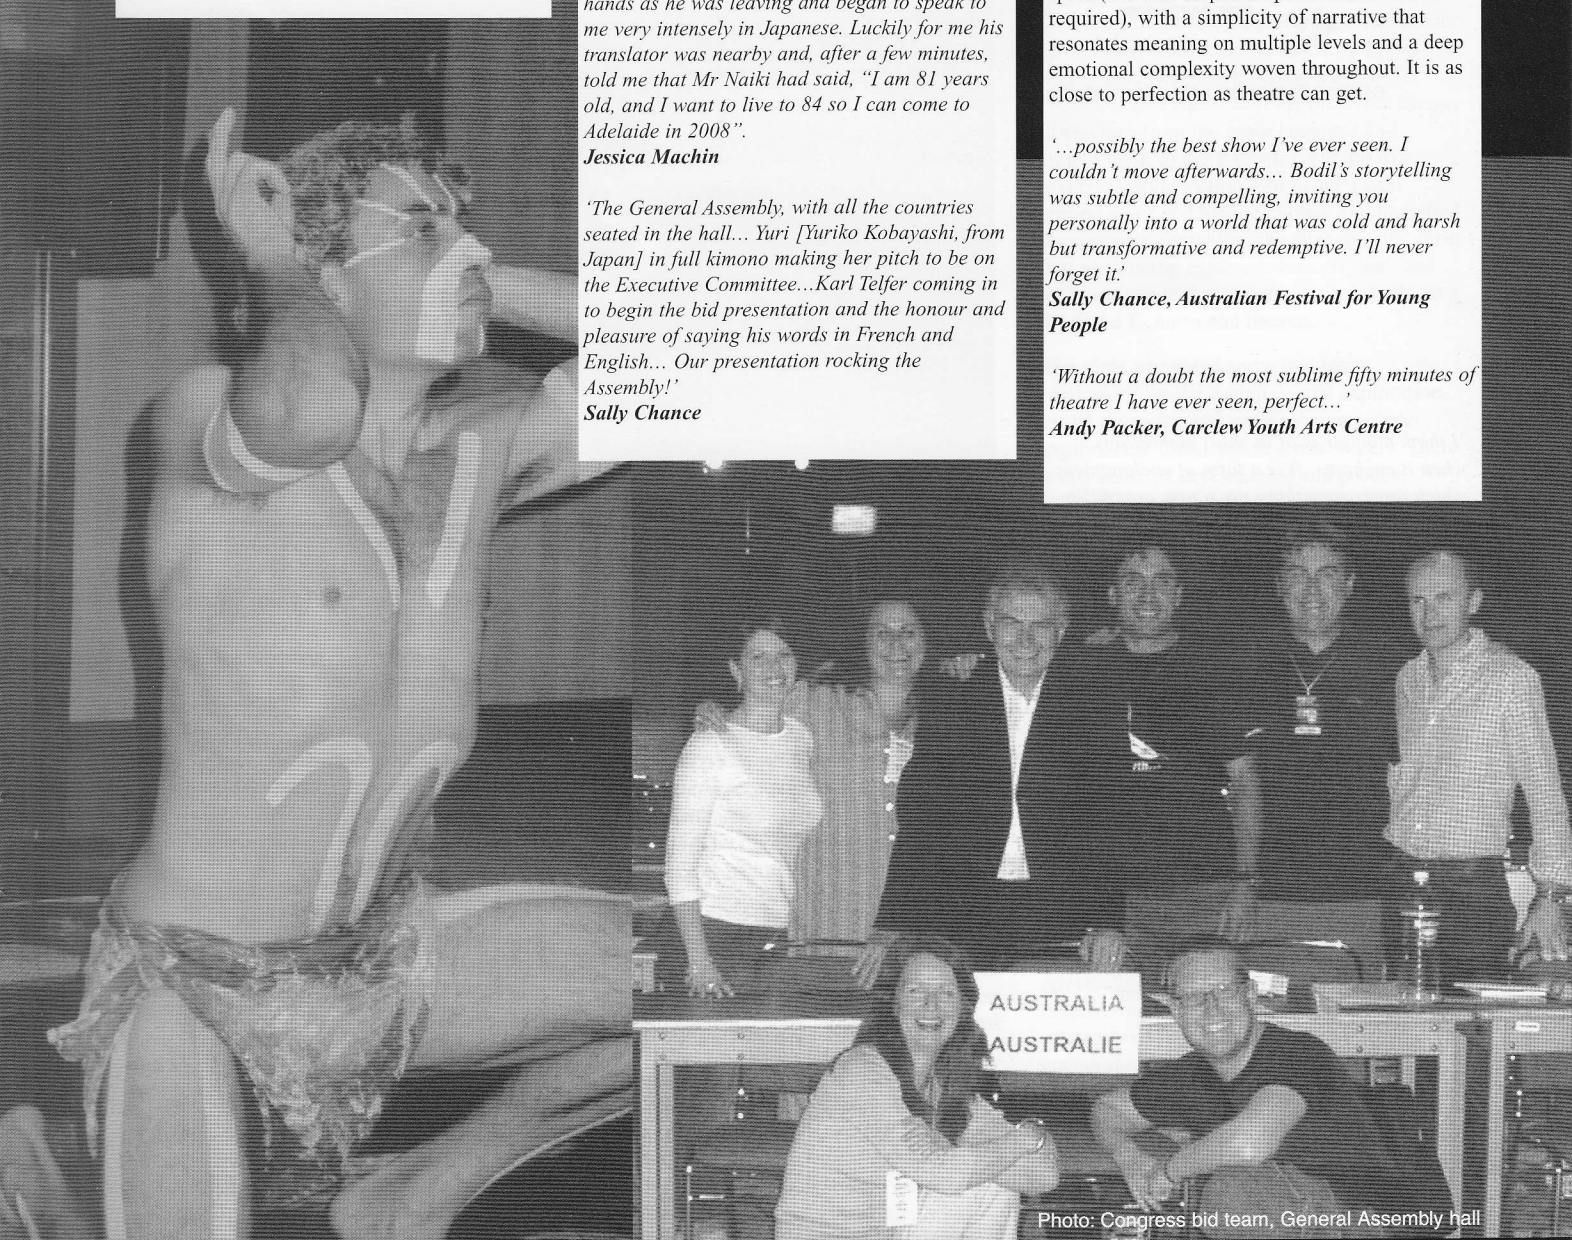 hands as he was leaving and began to speak to
me very intensely in Japanese. Luckily for me his
translator was nearby and, after a few minutes,
told me that Mr Naiki had said, “I am 81 years
old, and I want to live to 84 so I can come to
Adelaide in 2008”.
Jessica Machin
‘The General Assembly, with all the countries
seated in the hall… Yuri [Yuriko Kobayashi, from
Japan] in full kimono making her pitch to be on
the Executive Committee…Karl Telfer coming in
to begin the bid presentation and the honour and
pleasure of saying his words in French and
English… Our presentation rocking the
Assembly!’
Sally Chance
required), with a simplicity of narrative that
resonates meaning on multiple levels and a deep
emotional complexity woven throughout. It is as
close to perfection as theatre can get.
‘…possibly the best show I’ve ever seen. I
couldn’t move afterwards… Bodil’s storytelling
was subtle and compelling, inviting you
personally into a world that was cold and harsh
but transformative and redemptive. I’ll never
forget it.’
Sally Chance, Australian Festival for Young
People
‘Without a doubt the most sublime fifty minutes of
theatre I have ever seen, perfect…’
Andy Packer, Carclew Youth Arts Centre
AUSTRALIA
AUSTRALIE
Photo: Congress bid team, General Assembly hall